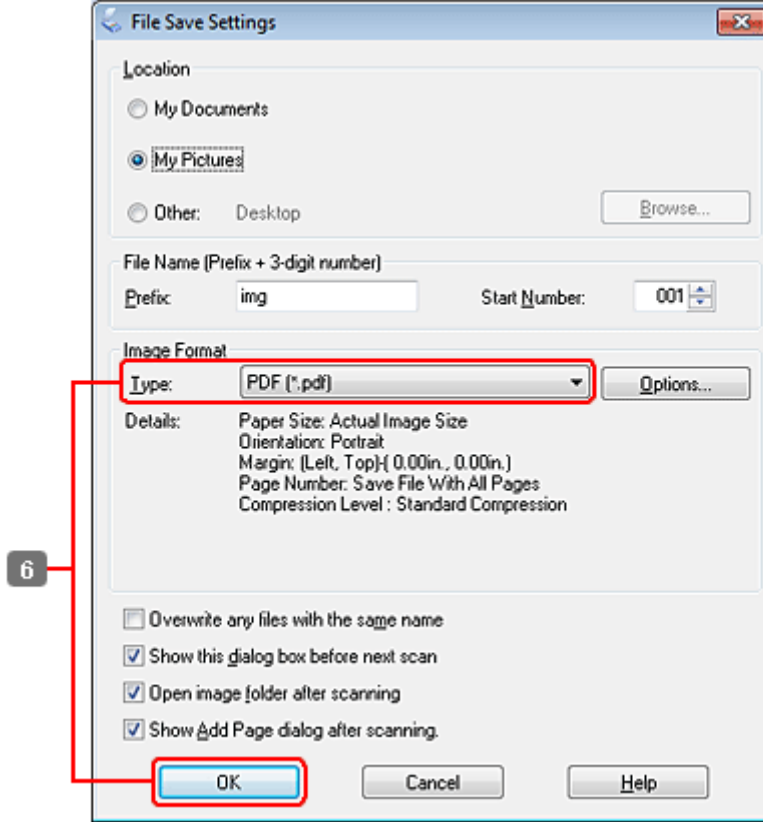 File Save Settings
Location
My Documents
My Pictures
Other: Desktop Browse...
File Name (Prefix + 3-digit number)
Prefix: img Start Number: 001
Image Format
Type: PDF (*.pdf) Options...
Details: Paper Size: Actual Image Size
Orientation: Portrait
Margin: (Left, Top)-( 0.00in., 0.00in.)
Page Number: Save File With All Pages
Compression Level : Standard Compression
6
Overwrite any files with the same name
Show this dialog box before next scan
Open image folder after scanning
Show Add Page dialog after scanning.
OK Cancel Help